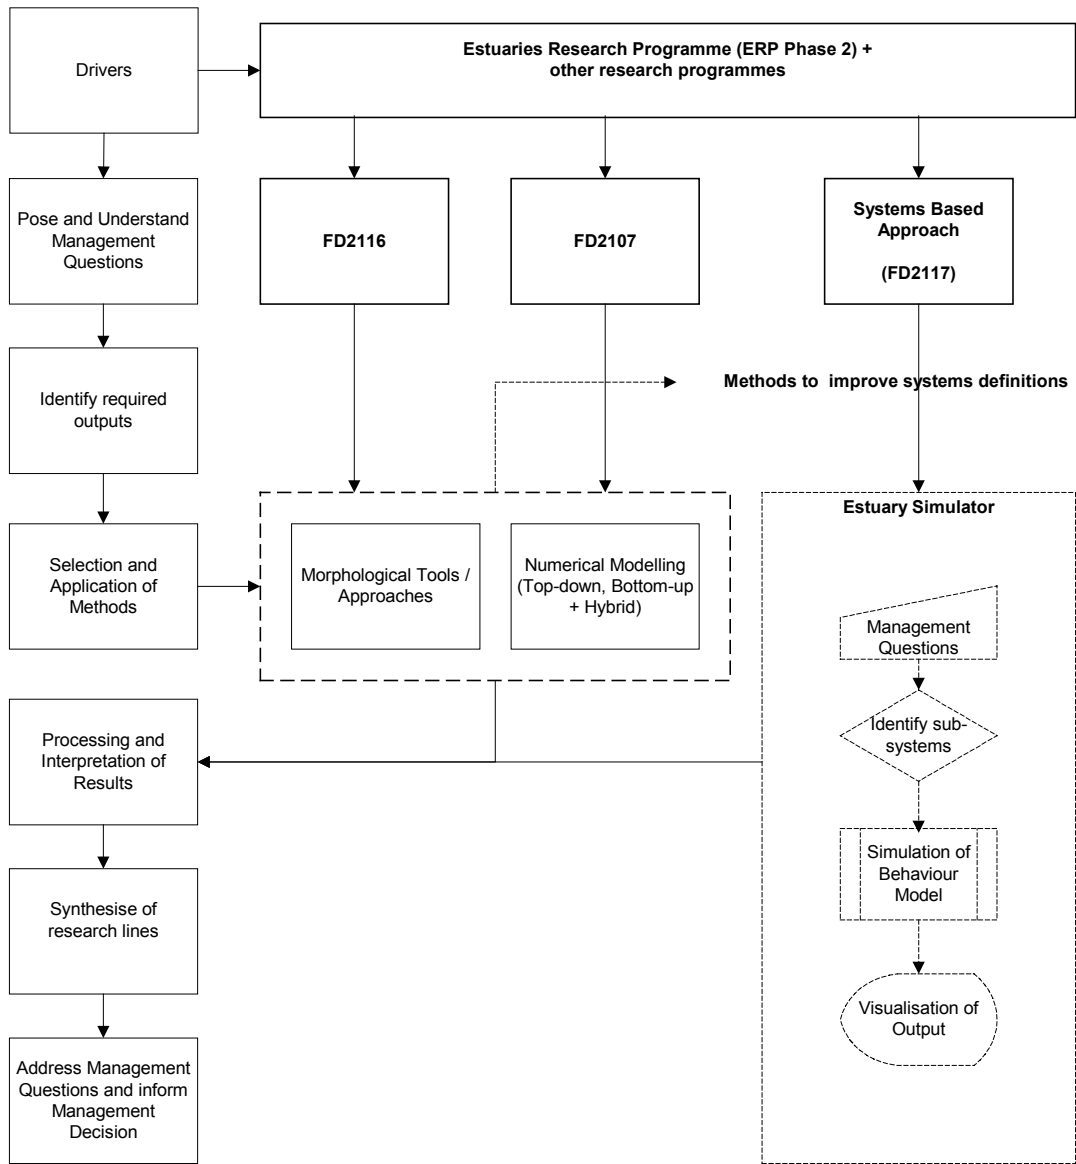 Drivers
Estuaries Research Programme (ERP Phase 2) +
other research programmes
Pose and Understand
Management
Questions
FD2116
FD2107
Systems Based
Approach
(FD2117)
Identify required
outputs
Methods to improve systems definitions
Selection and
Application of
Methods
Morphological Tools /
Approaches
Numerical Modelling
(Top-down, Bottom-up
+ Hybrid)
Estuary Simulator
Management
Questions
Identify sub-
systems
Simulation of
Behaviour
Model
Visualisation of
Output
Processing and
Interpretation of
Results
Synthesise of
research lines
Address Management
Questions and inform
Management
Decision